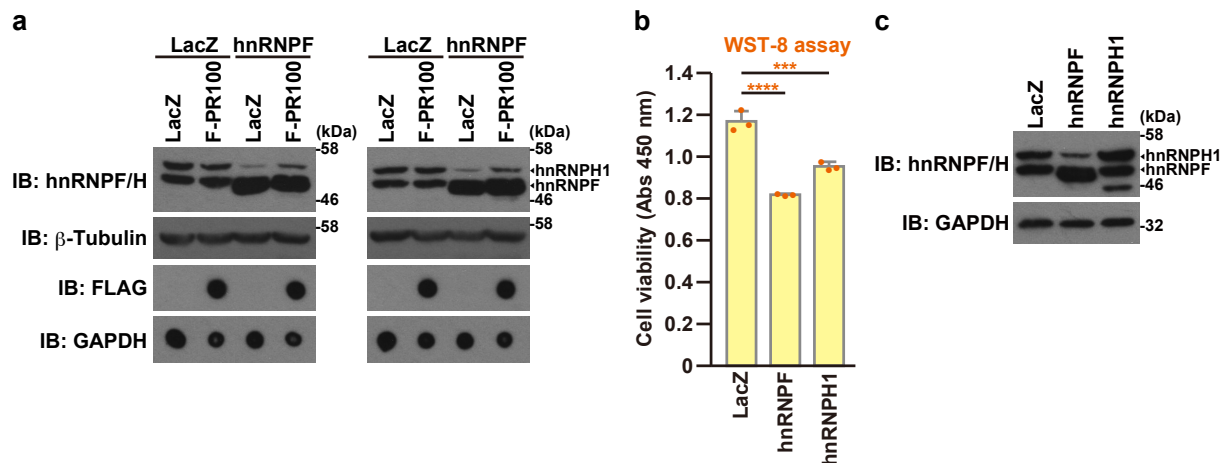 a
LacZ hnRNPF
LacZ F-PR100 LacZ F-PR100 (kDa)
-58
IB: hnRNPF/H
-46
-58
IB: β-Tubulin
IB: FLAG
IB: GAPDH
LacZ hnRNPF
LacZ F-PR100 LacZ F-PR100 (kDa)
-58
hnRNPH1
hnRNPF
-46
-58
b
WST-8 assay
***
****
Cell viability (Abs 450 nm)
1.4
1.2
1.0
0.8
0.6
0.4
0.2
0
LacZ hnRNPF hnRNPH1
c
LacZ hnRNPF hnRNPH1 (kDa)
-58
IB: hnRNPF/H
hnRNPH1
hnRNPF
-46
IB: GAPDH
-32